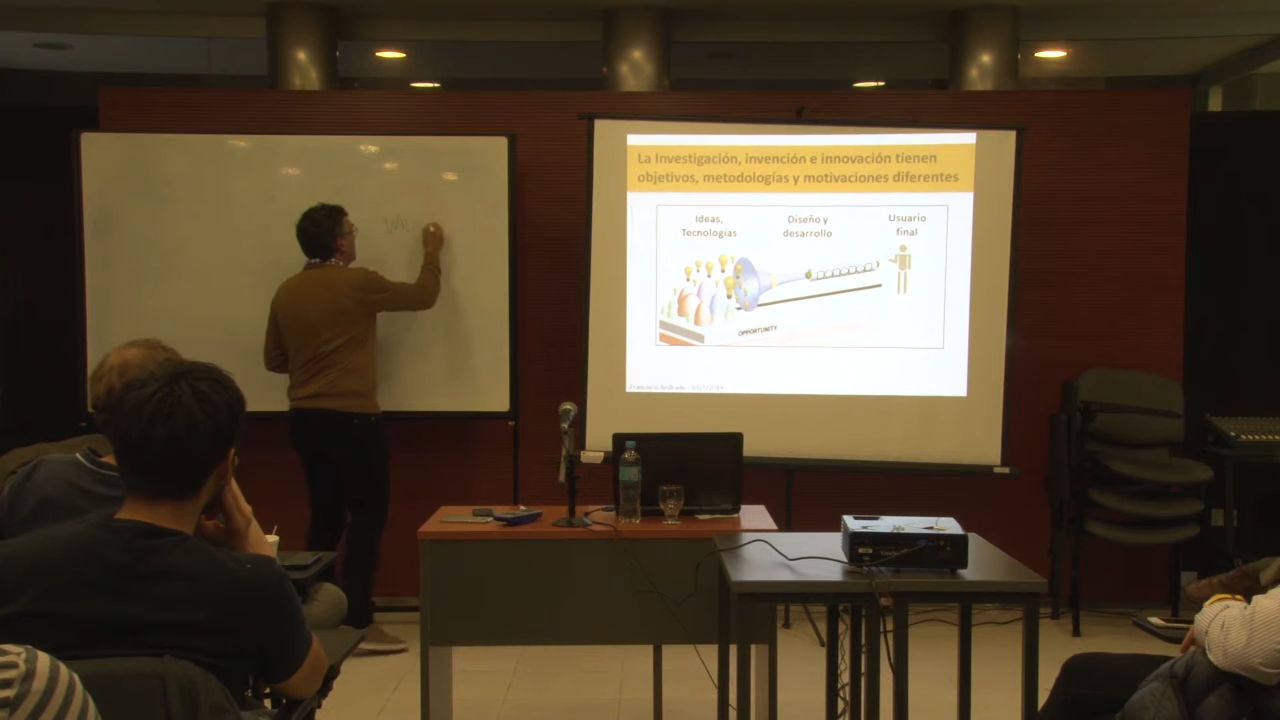 La Investigación, invención e innovación tienen
objetivos, metodologías y motivaciones diferentes
Ideas,
Tecnologías
Diseño y
desarrollo
Usuario
final
OPPORTUNITY